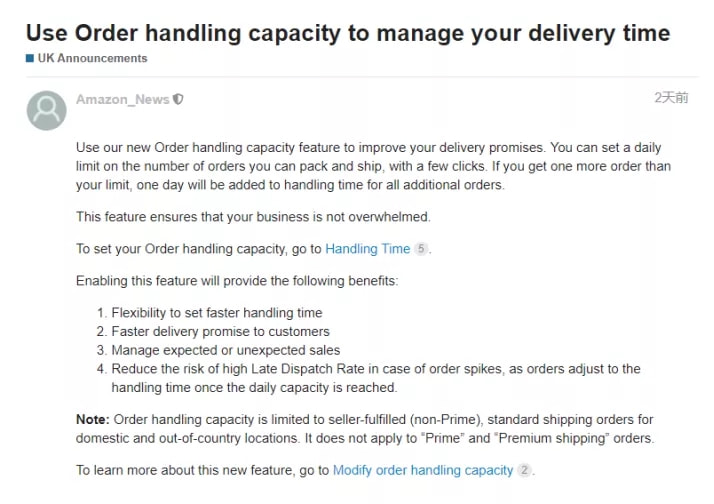 Use Order handling capacity to manage your delivery time
UK Announcements
Amazon_News
2天前
Use our new Order handling capacity feature to improve your delivery promises. You can set a daily
limit on the number of orders you can pack and ship, with a few clicks. If you get one more order than
your limit, one day will be added to handling time for all additional orders.
This feature ensures that your business is not overwhelmed.
To set your Order handling capacity, go to Handling Time 5.
Enabling this feature will provide the following benefits:
1. Flexibility to set faster handling time
2. Faster delivery promise to customers
3. Manage expected or unexpected sales
4. Reduce the risk of high Late Dispatch Rate in case of order spikes, as orders adjust to the
handling time once the daily capacity is reached.
Note: Order handling capacity is limited to seller-fulfilled (non-Prime), standard shipping orders for
domestic and out-of-country locations. It does not apply to “Prime” and “Premium shipping” orders.
To learn more about this new feature, go to Modify order handling capacity 2.